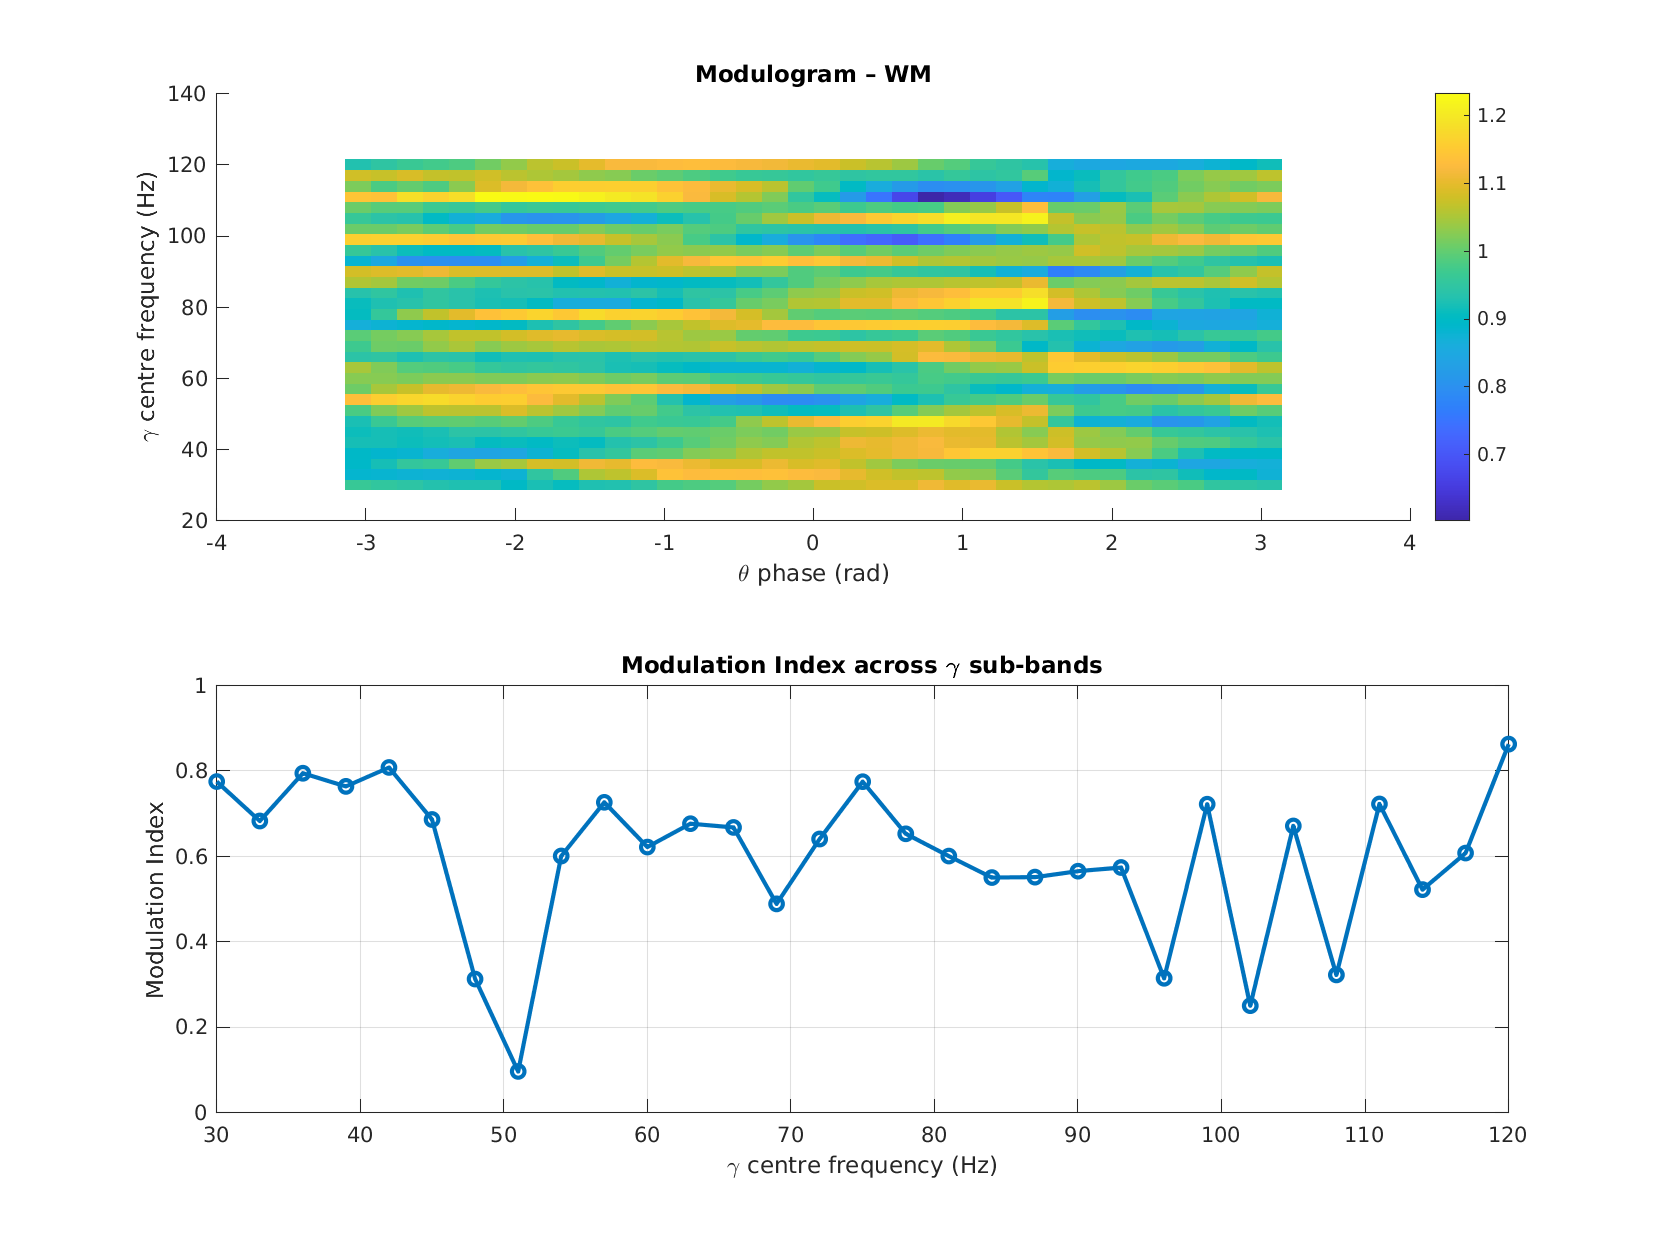 Modulogram – WM
140
120
100
80
60
40
20
γ centre frequency (Hz)
-4 -3 -2 -1 0 1 2 3 4
θ phase (rad)
1.2
1.1
1
0.9
0.8
0.7
Modulation Index across γ sub-bands
1
0.8
0.6
0.4
0.2
0
Modulation Index
30 40 50 60 70 80 90 100 110 120
γ centre frequency (Hz)